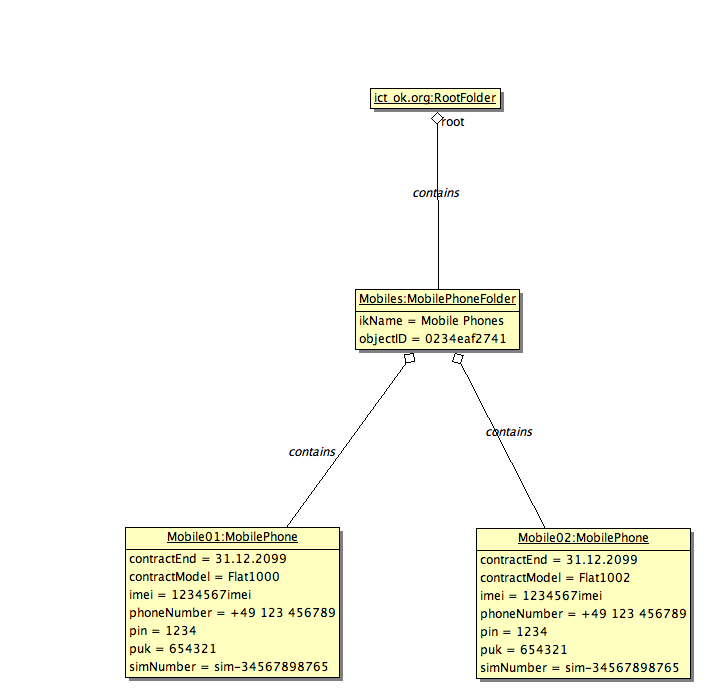 ict_ok.org:RootFolder
root
contains
Mobiles:MobilePhoneFolder
ikName = Mobile Phones
objectID = 0234eaf2741
contains
contains
Mobile01:MobilePhone
contractEnd = 31.12.2099
contractModel = Flat1000
imei = 1234567imei
phoneNumber = +49 123 456789
pin = 1234
puk = 654321
simNumber = sim-34567898765
Mobile02:MobilePhone
contractEnd = 31.12.2099
contractModel = Flat1002
imei = 1234567imei
phoneNumber = +49 123 456789
pin = 1234
puk = 654321
simNumber = sim-34567898765